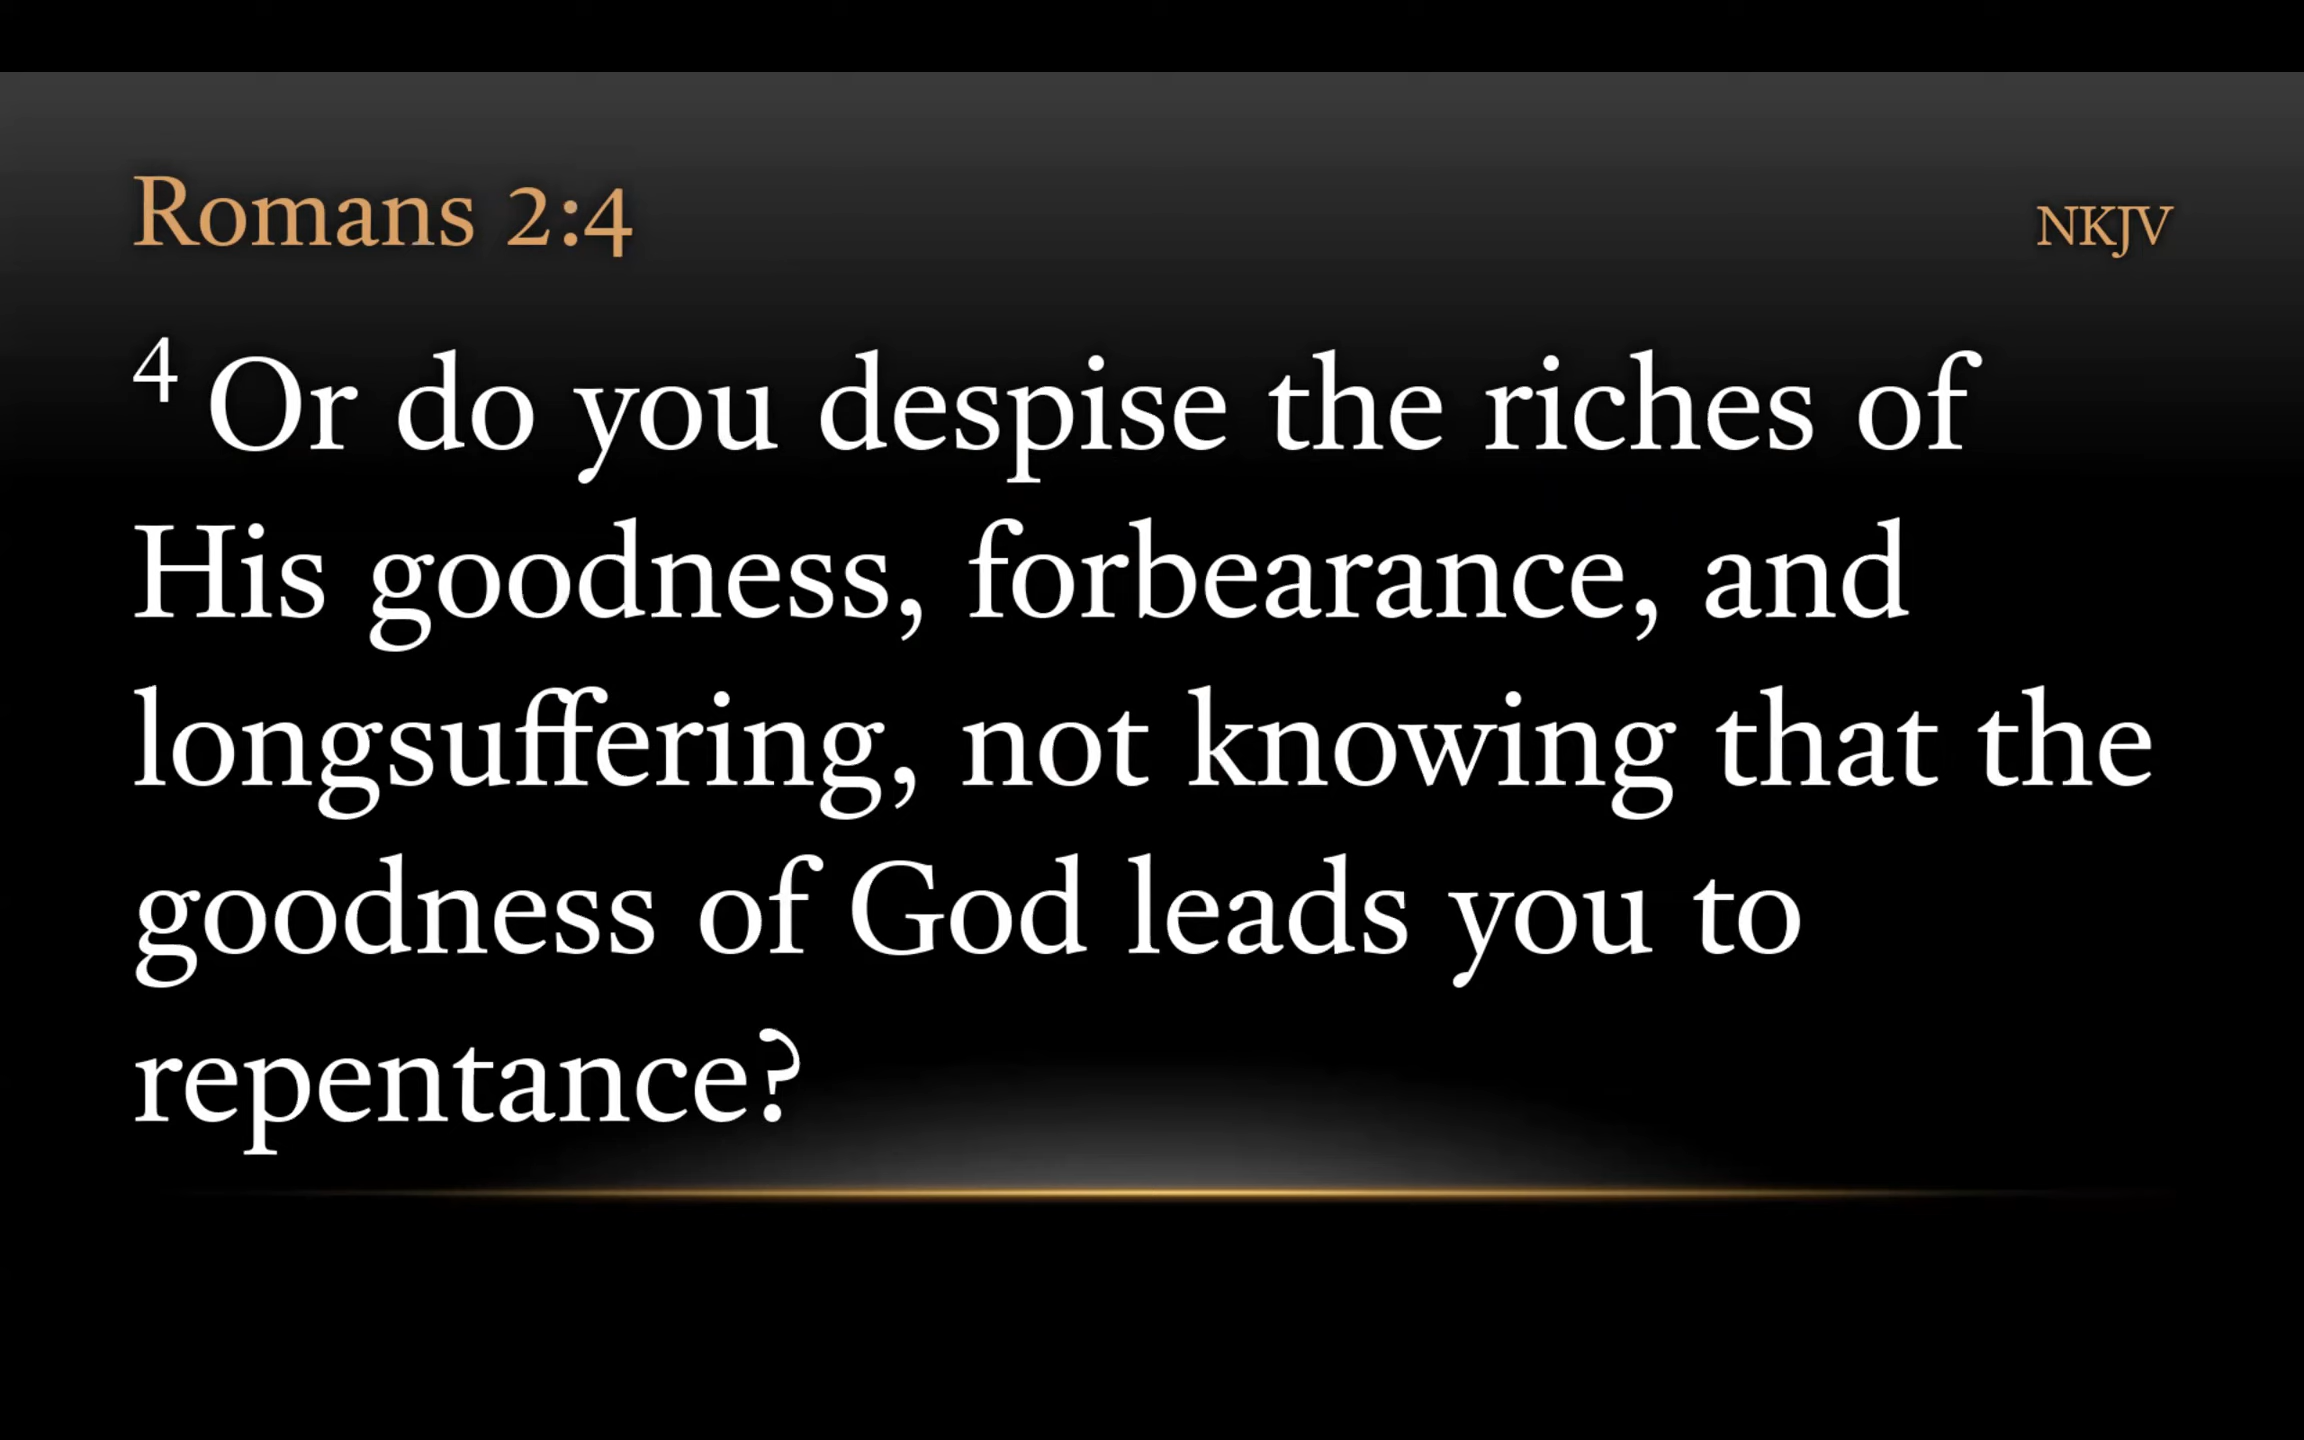 Romans 2:4
NKJV
4 Or do you despise the riches of
His goodness, forbearance, and
longsuffering, not knowing that the
goodness of God leads you to
repentance?